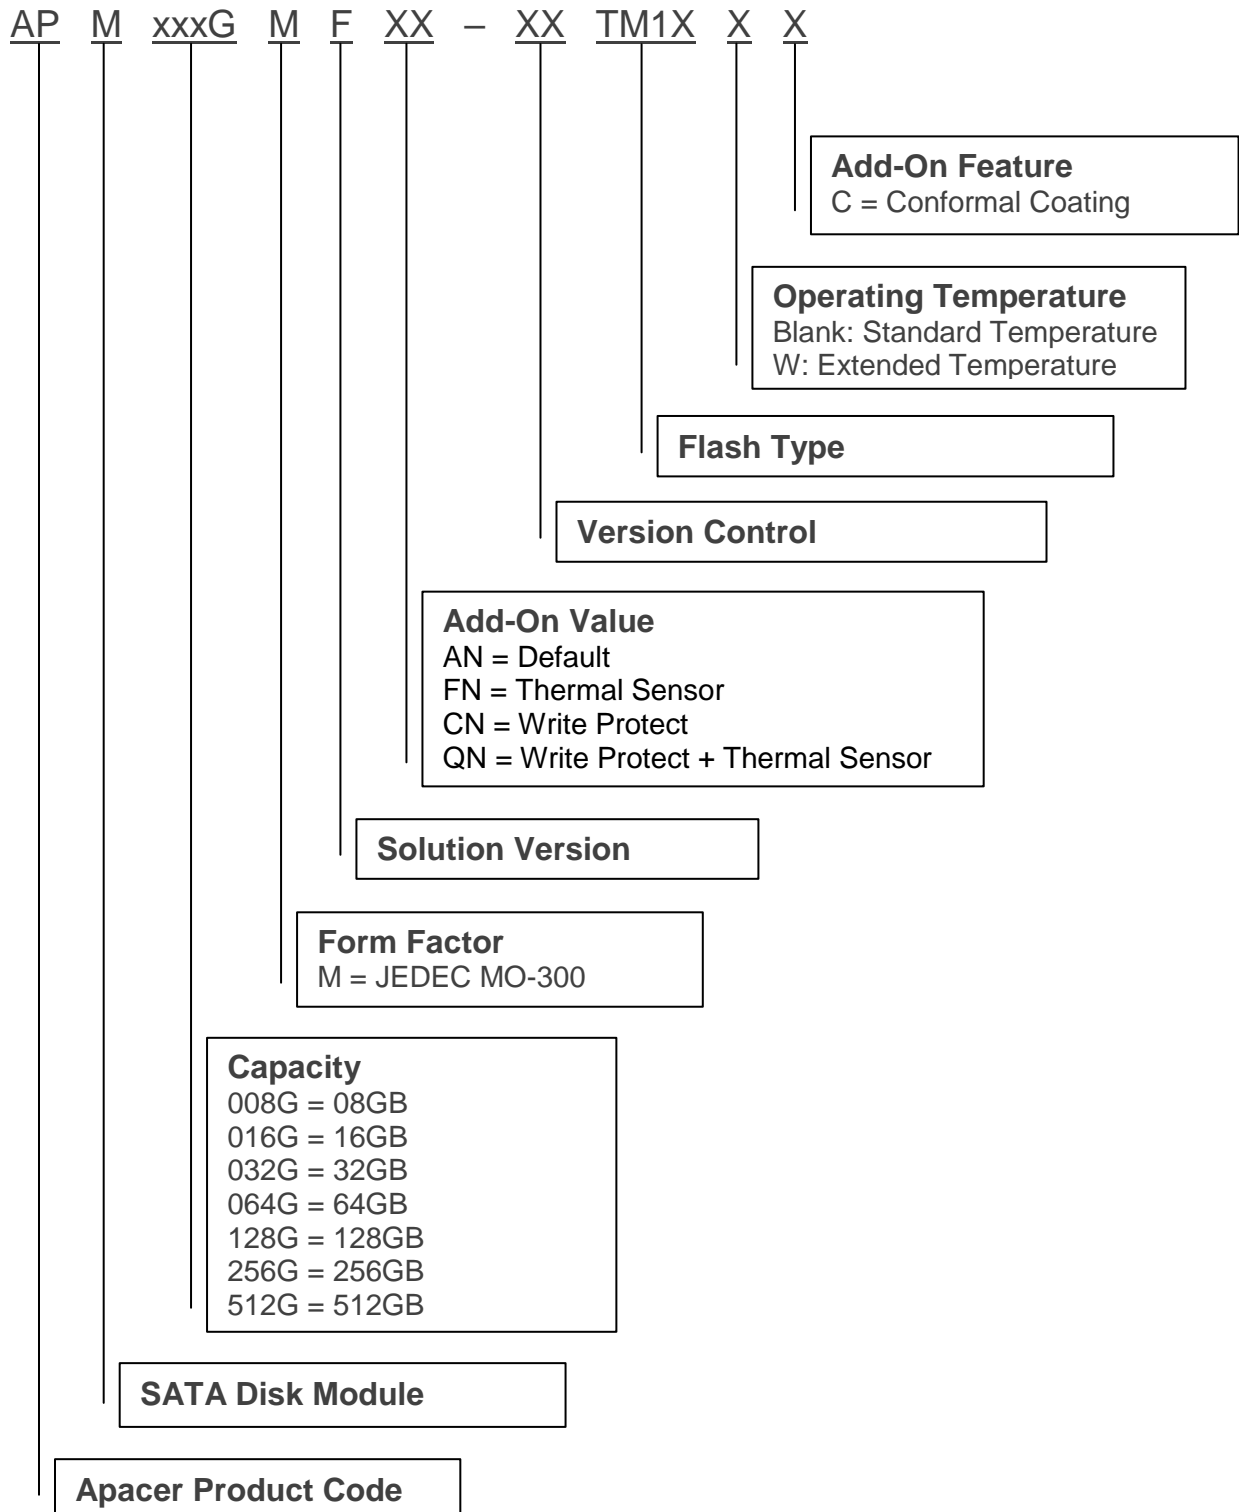 AP M xxxG M F XX – XX TM1X X X
Add-On Feature
C = Conformal Coating
Operating Temperature
Blank: Standard Temperature
W: Extended Temperature
Flash Type
Version Control
Add-On Value
AN = Default
FN = Thermal Sensor
CN = Write Protect
QN = Write Protect + Thermal Sensor
Solution Version
Form Factor
M = JEDEC MO-300
Capacity
008G = 08GB
016G = 16GB
032G = 32GB
064G = 64GB
128G = 128GB
256G = 256GB
512G = 512GB
SATA Disk Module
Apacer Product Code